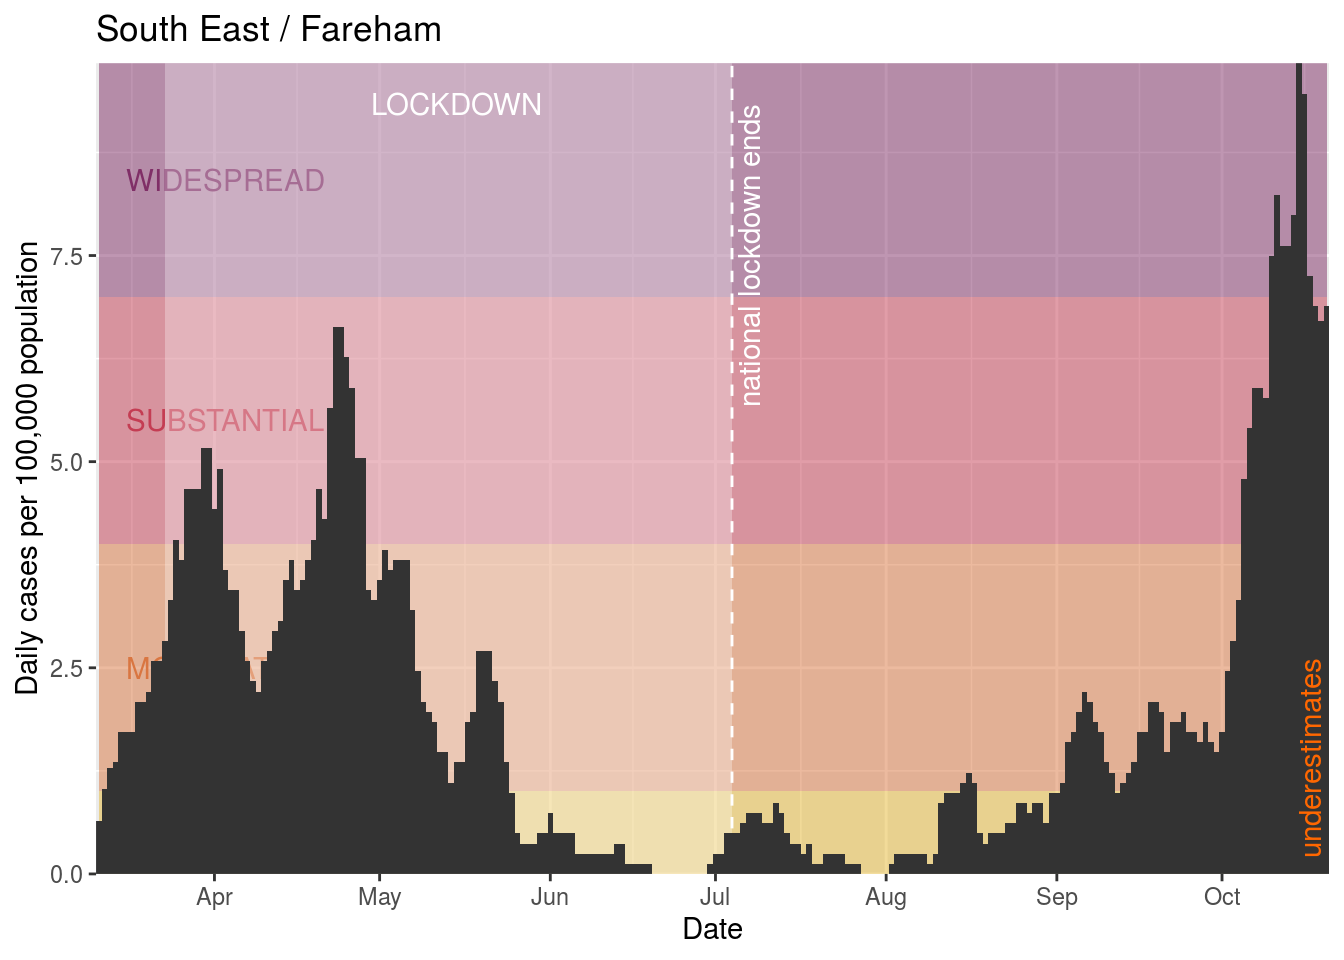 South East / Fareham
LOCKDOWN
WIDESPREAD
national lockdown ends
SUBSTANTIAL
underestimates
Daily cases per 100,000 population
7.5
5.0
2.5
0.0
Apr
May
Jun
Jul
Aug
Sep
Oct
Date